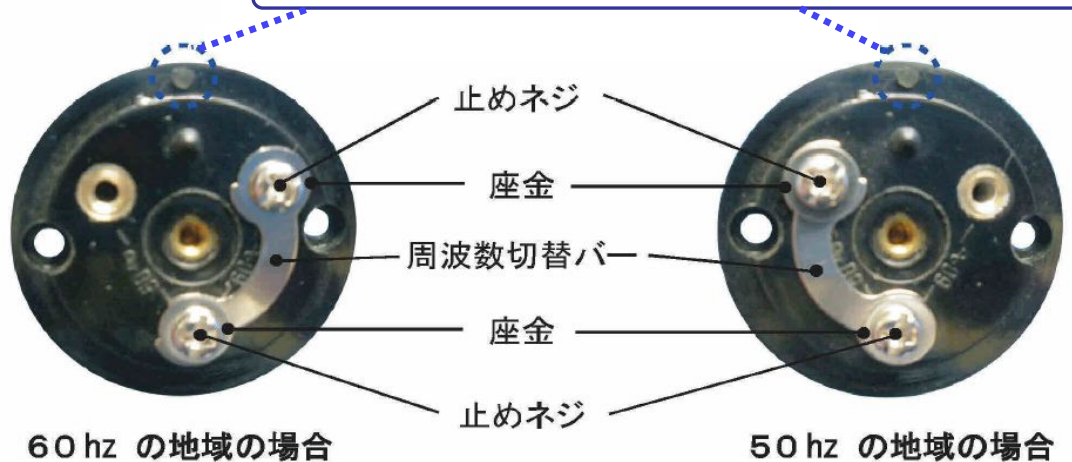 止めネジ
座金
周波数切替バー
座金
止めネジ
60hz の地域の場合
50hz の地域の場合